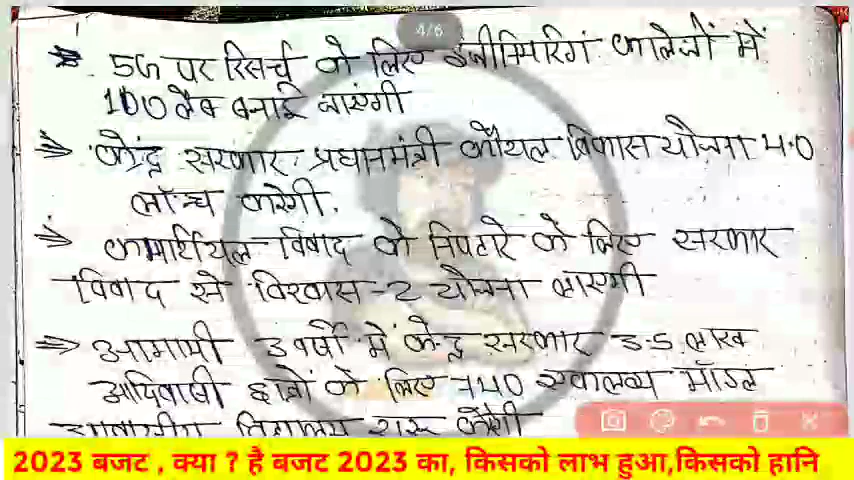 4/6
⇒ 5G पर रिसर्च के लिए इंजीनियरिगं कालेजों में
100 लैब बनाई जाएंगी
⇒ केंद्र सरकार प्रधानमंत्री कौशल विकास योजना 4.0
लॉन्च करेगी.
⇒ कमार्शियल विवाद के निपटारे के लिए सरकार
विवाद से विश्वास-2 योजना लाएगी
⇒ आगामी 3 वर्षो में केन्द्र सरकार 3.5 लाख
आदिवासी छात्रों के लिए 740 एकलव्य मॉडल
आवासीय विद्यालय शुरू करेगी
2023 बजट , क्या ? है बजट 2023 का, किसको लाभ हुआ,किसको हानि